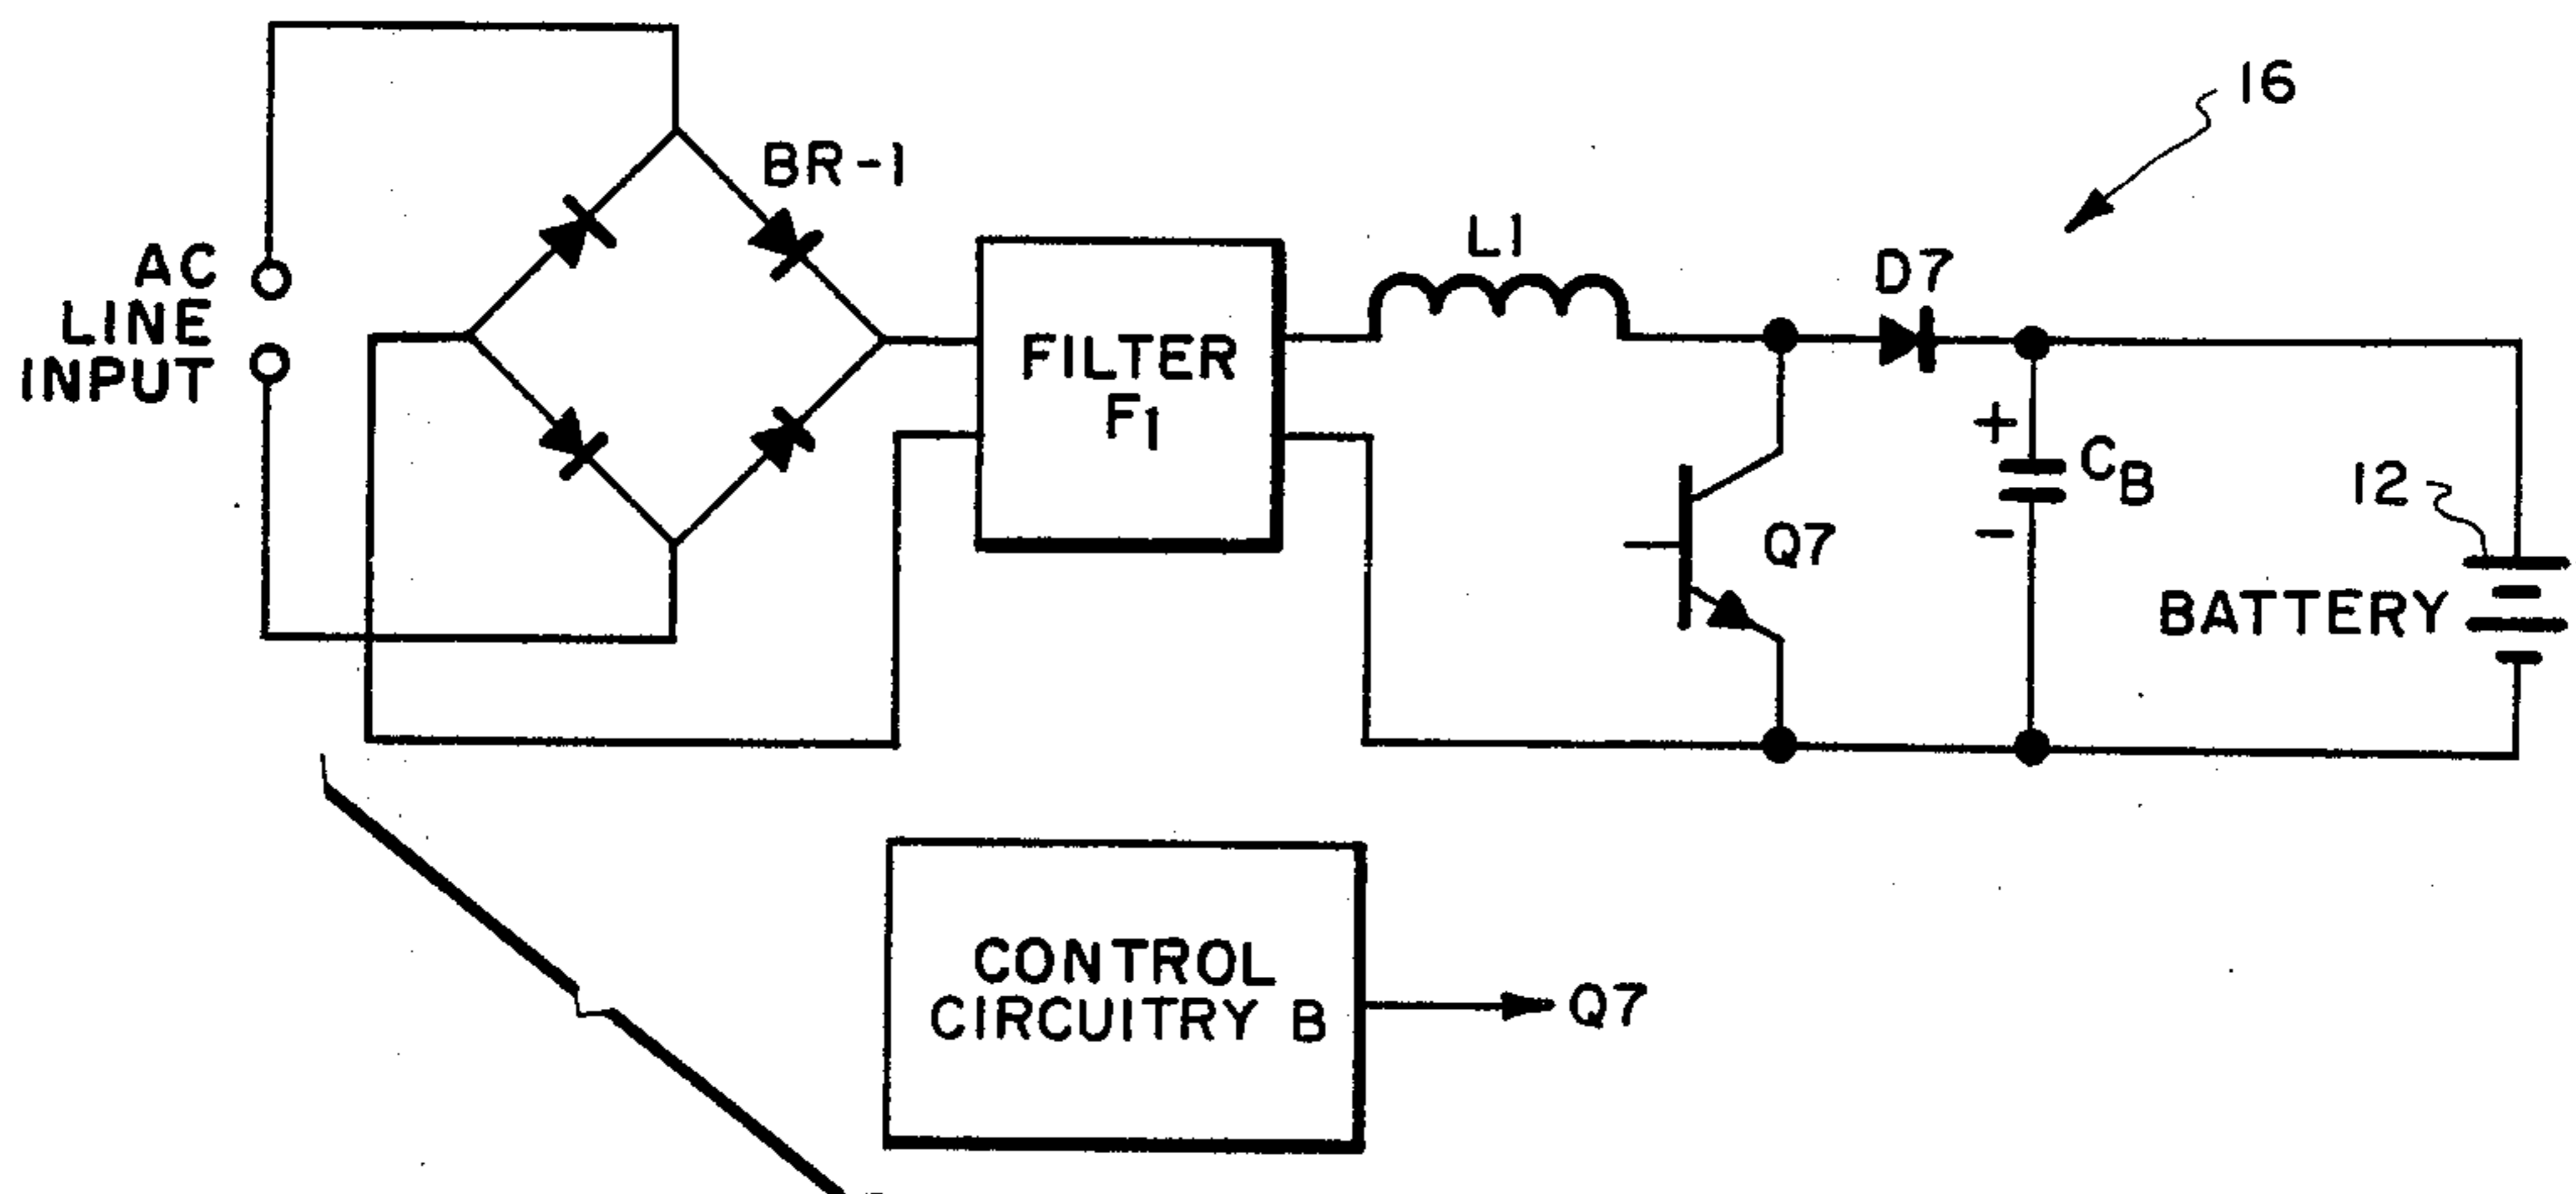 16
BR-1
AC
LINE
INPUT
L1
D7
FILTER
F1
+
CB
-
12
Q7
BATTERY
CONTROL
CIRCUITRY B
Q7